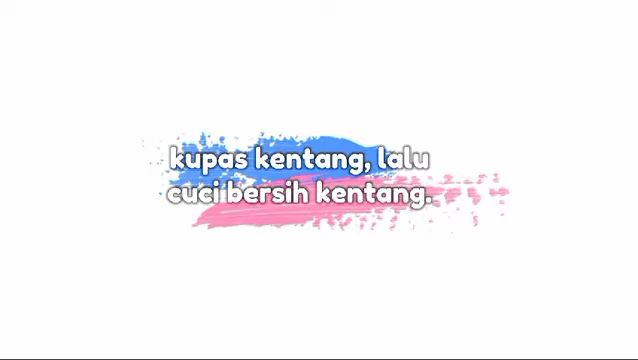 kupas kentang, lalu
cuci bersih kentang.